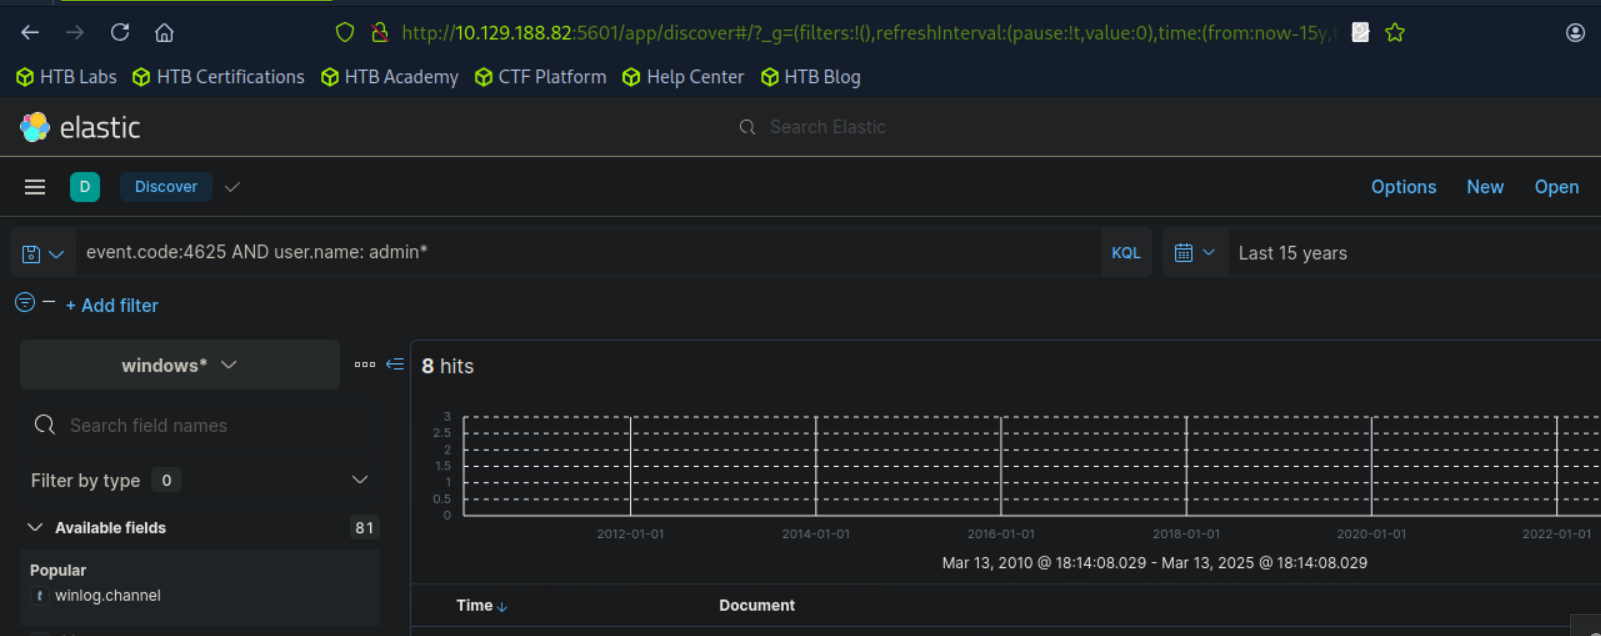 http://10.129.188.82:5601/app/discover#/?_g=(filters:!(),refreshInterval:(pause:!t,value:0),time:(from:now-15y,
HTB Labs HTB Certifications HTB Academy CTF Platform Help Center HTB Blog
elastic Search Elastic
D Discover Options New Open
event.code:4625 AND user.name: admin* KQL Last 15 years
+ Add filter
windows* 8 hits
Search field names
Filter by type 0
Available fields 81
Popular
t winlog.channel
3
2.5
2
1.5
1
0.5
0
2012-01-01 2014-01-01 2016-01-01 2018-01-01 2020-01-01 2022-01-01
Mar 13, 2010 @ 18:14:08.029 - Mar 13, 2025 @ 18:14:08.029
Time Document